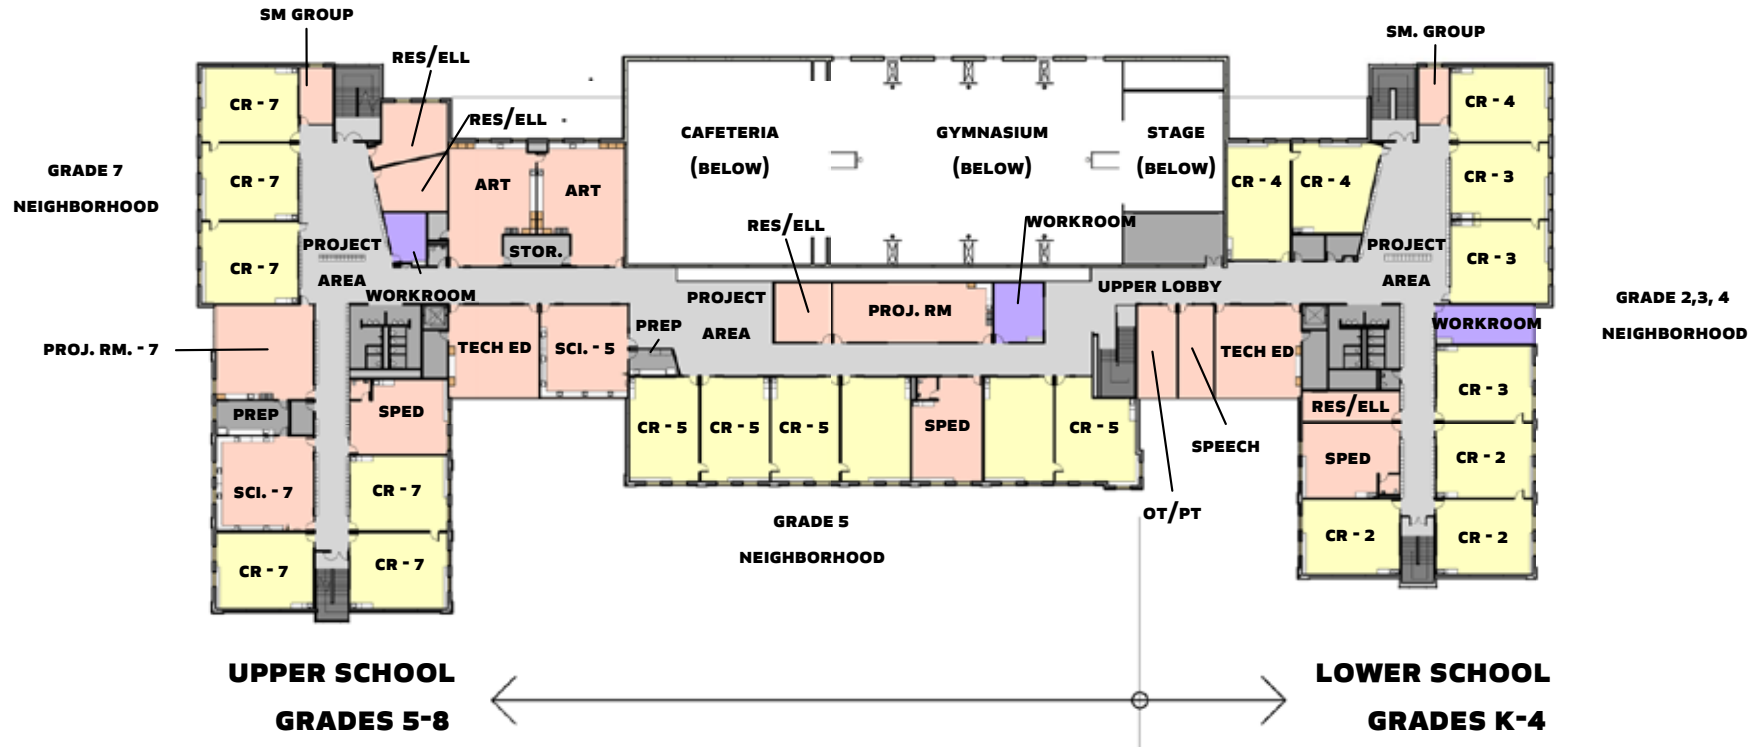 SM GROUP
RES/ELL
RES/ELL
CR - 7
CR - 7
CR - 7
GRADE 7
NEIGHBORHOOD
PROJECT
AREA
WORKROOM
ART
ART
STOR.
CAFETERIA
(BELOW)
GYMNASIUM
(BELOW)
STAGE
(BELOW)
RES/ELL
WORKROOM
SM. GROUP
CR - 4
CR - 4
CR - 4
CR - 3
CR - 3
PROJECT
AREA
GRADE 2,3, 4
NEIGHBORHOOD
WORKROOM
UPPER LOBBY
PROJECT
AREA
PROJ. RM
PREP
TECH ED
SCI. - 5
PROJ. RM. - 7
PREP
SPED
SCI. - 7
CR - 7
CR - 7
CR - 7
CR - 5
CR - 5
CR - 5
SPED
CR - 5
GRADE 5
NEIGHBORHOOD
TECH ED
SPEECH
OT/PT
RES/ELL
SPED
CR - 3
CR - 2
CR - 2
CR - 2
UPPER SCHOOL
GRADES 5-8
LOWER SCHOOL
GRADES K-4